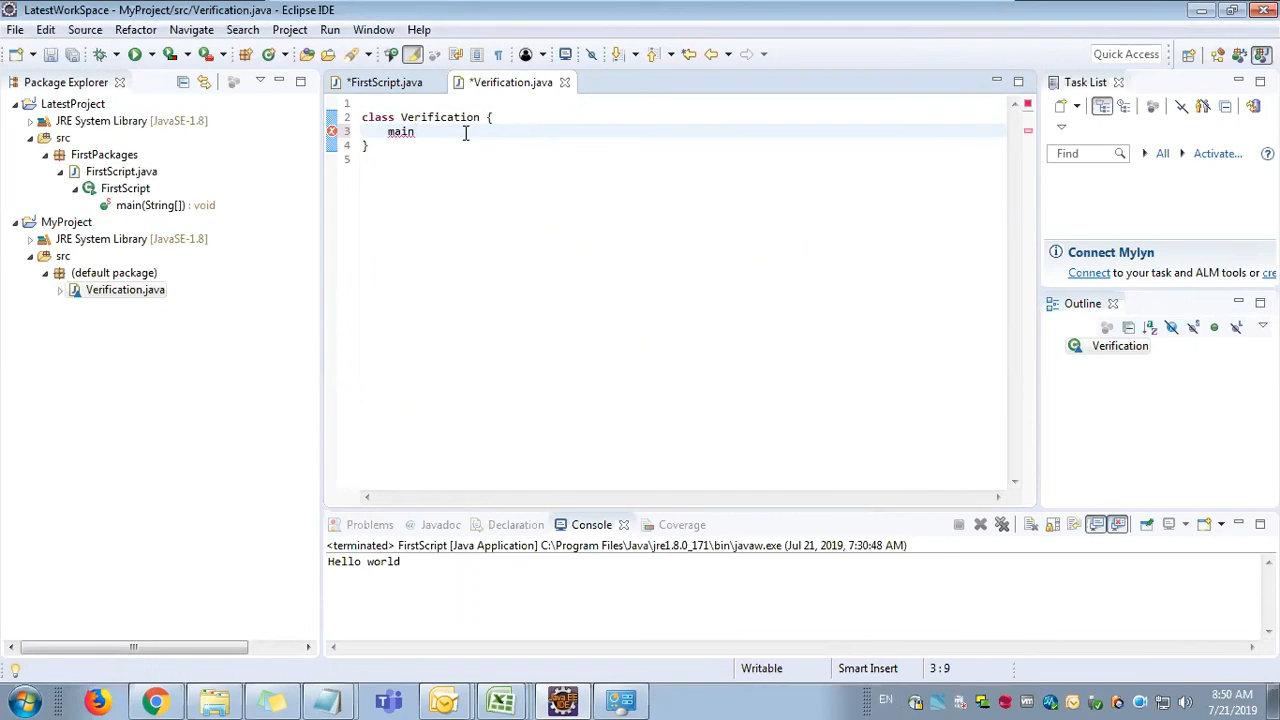 LatestWorkSpace - MyProject/src/Verification.java - Eclipse IDE
File Edit Source Refactor Navigate Search Project Run Window Help
Quick Access
Package Explorer
LatestProject
JRE System Library [JavaSE-1.8]
src
FirstPackages
FirstScript.java
FirstScript
main(String[]) : void
MyProject
JRE System Library [JavaSE-1.8]
src
(default package)
Verification.java
*FirstScript.java *Verification.java
1
2 class Verification {
3 main
4 }
5
Task List
Find All Activate...
Connect Mylyn
Connect to your task and ALM tools or cre
Outline
Verification
Problems Javadoc Declaration Console Coverage
<terminated> FirstScript [Java Application] C:\Program Files\Java\jre1.8.0_171\bin\javaw.exe (Jul 21, 2019, 7:30:48 AM)
Hello world
Writable Smart Insert 3 : 9
EN
8:50 AM
7/21/2019